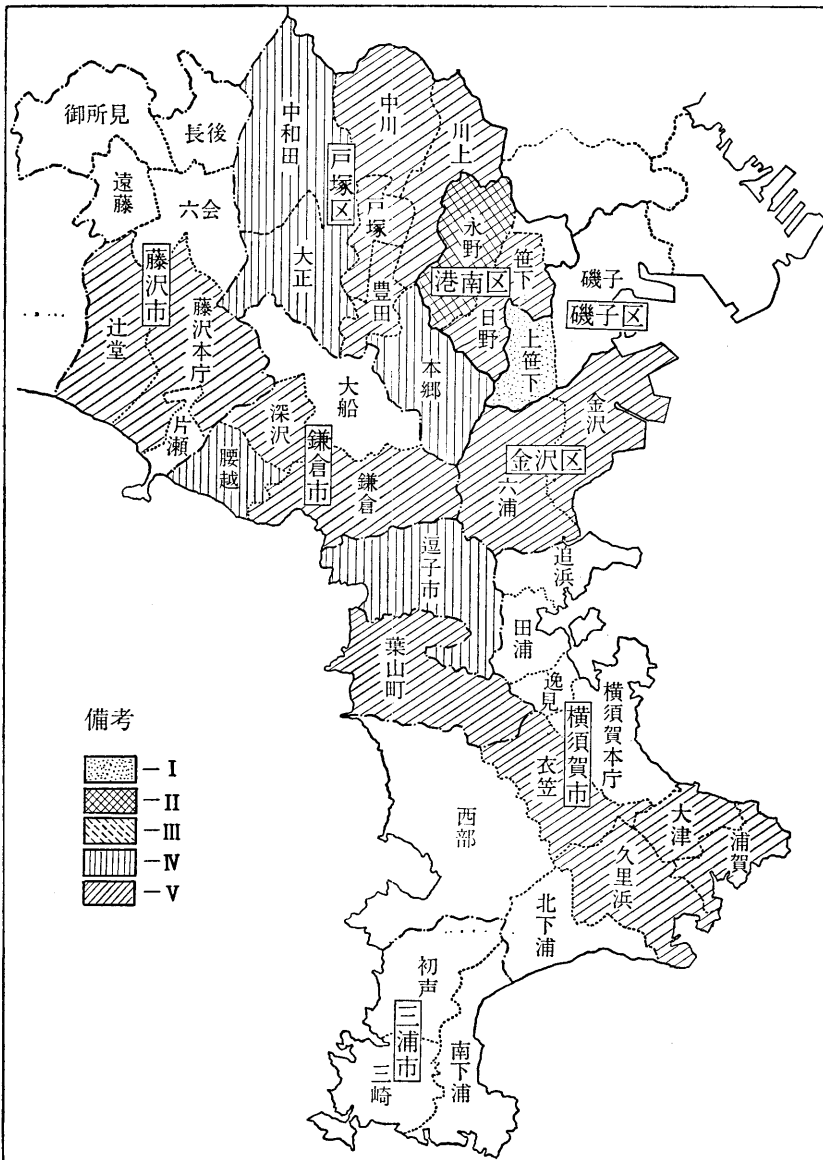 御所見
長後
遠藤
六会
藤沢市
辻堂
藤沢本庁
片瀬
中和田
戸塚区
中川
川上
戸塚
大正
豊田
永野
港南区
笹下
日野
上笹下
磯子
磯子区
本郷
大船
深沢
腰越
鎌倉市
鎌倉
金沢
金沢区
六浦
逗子市
追浜
田浦
葉山町
逸見
横須賀市
横須賀本庁
衣笠
大津
浦賀
久里浜
西部
北下浦
初声
三浦市
三崎
南下浦
備考
－I
－II
－III
－IV
－V